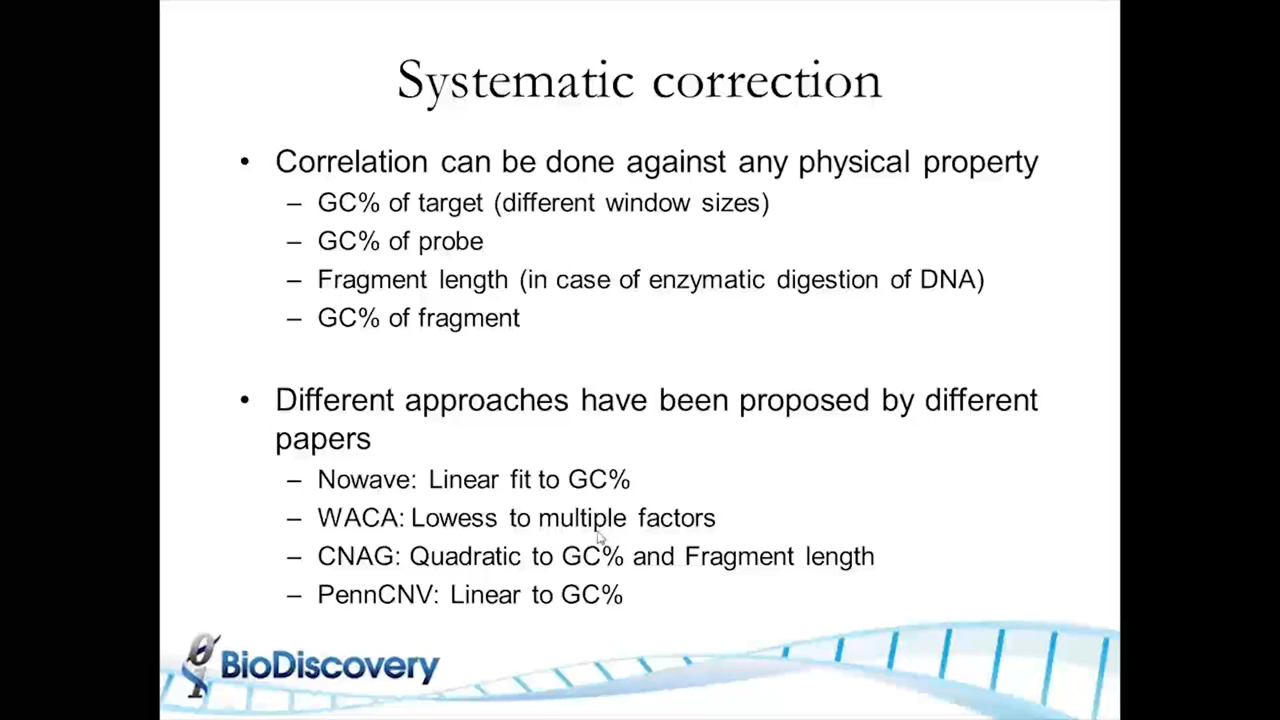 Systematic correction
• Correlation can be done against any physical property
– GC% of target (different window sizes)
– GC% of probe
– Fragment length (in case of enzymatic digestion of DNA)
– GC% of fragment
• Different approaches have been proposed by different
papers
– Nowave: Linear fit to GC%
– WACA: Lowess to multiple factors
– CNAG: Quadratic to GC% and Fragment length
– PennCNV: Linear to GC%
BioDiscovery